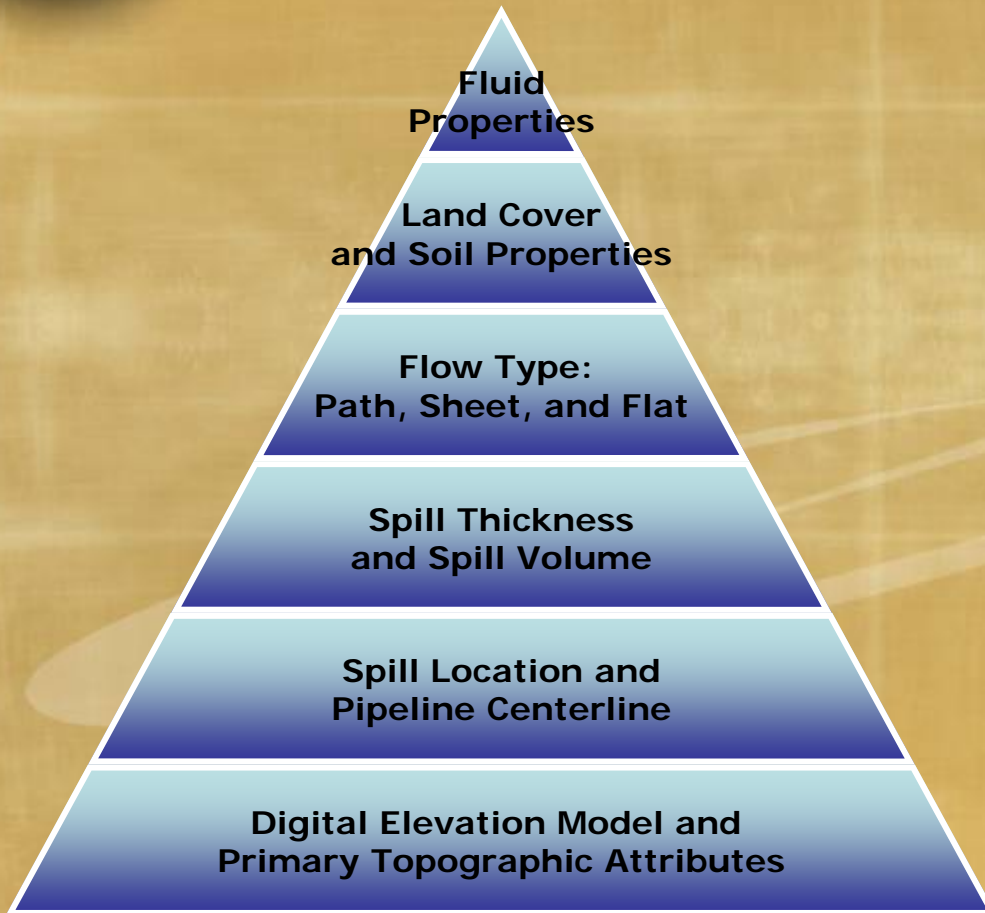 Fluid
Properties
Land Cover
and Soil Properties
Flow Type:
Path, Sheet, and Flat
Spill Thickness
and Spill Volume
Spill Location and
Pipeline Centerline
Digital Elevation Model and
Primary Topographic Attributes